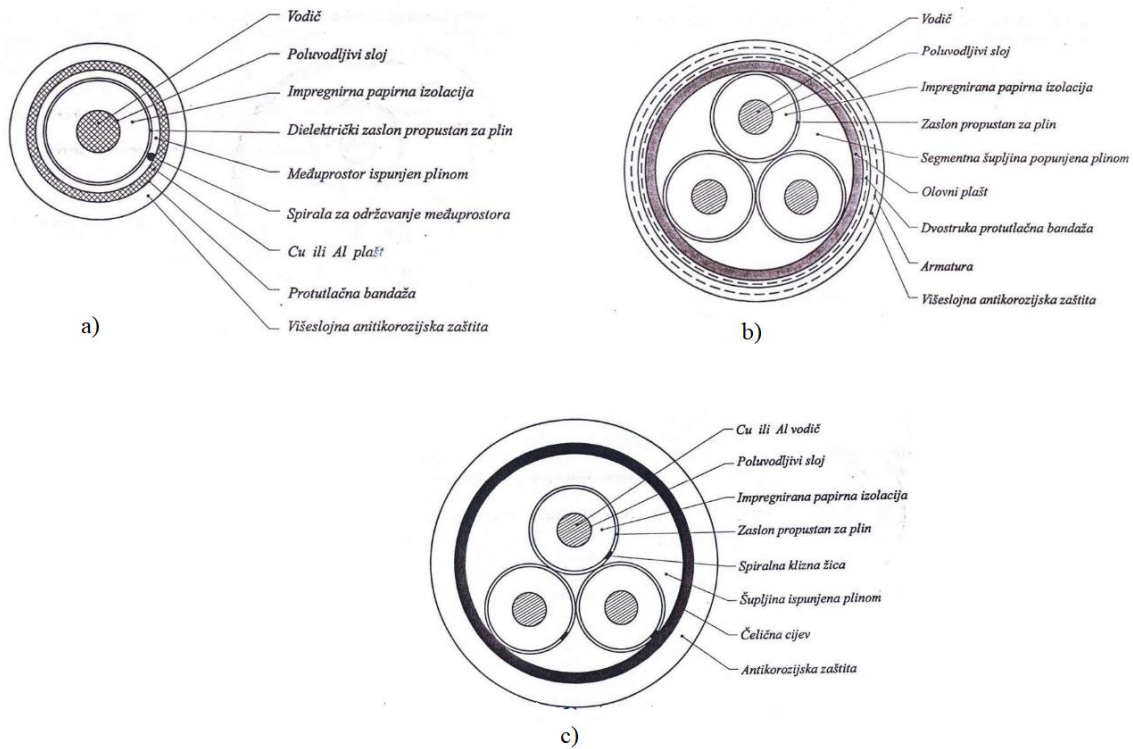 Vodič
Poluvodljivi sloj
Impregnirna papirna izolacija
Dielektrički zaslon propustan za plin
Međuprostor ispunjen plinom
Spirala za održavanje međuprostora
Cu ili Al plašt
Protutlačna bandaža
Višeslojna anitikorozijska zaštita
a)
Vodič
Poluvodljivi sloj
Impregnirana papirna izolacija
Zaslon propustan za plin
Segmentna šupljina popunjena plinom
Olovni plašt
Dvostruka protutlačna bandaža
Armatura
Višeslojna antikorozijska zaštita
b)
Cu ili Al vodič
Poluvodljivi sloj
Impregnirana papirna izolacija
Zaslon propustan za plin
Spiralna klizna žica
Šupljina ispunjena plinom
Čelična cijev
Antikorozijska zaštita
c)